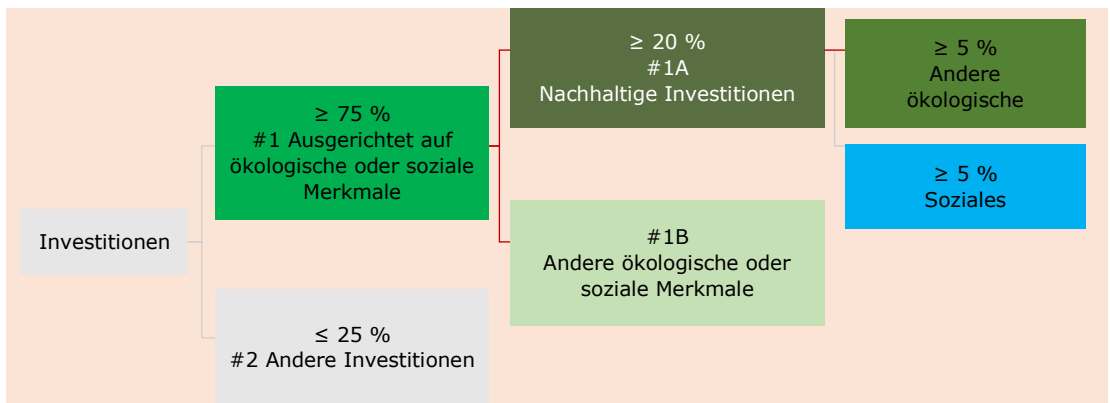 Investitionen
≥ 75 %
#1 Ausgerichtet auf
ökologische oder soziale
Merkmale
≤ 25 %
#2 Andere Investitionen
≥ 20 %
#1A
Nachhaltige Investitionen
#1B
Andere ökologische oder
soziale Merkmale
≥ 5 %
Andere
ökologische
≥ 5 %
Soziales